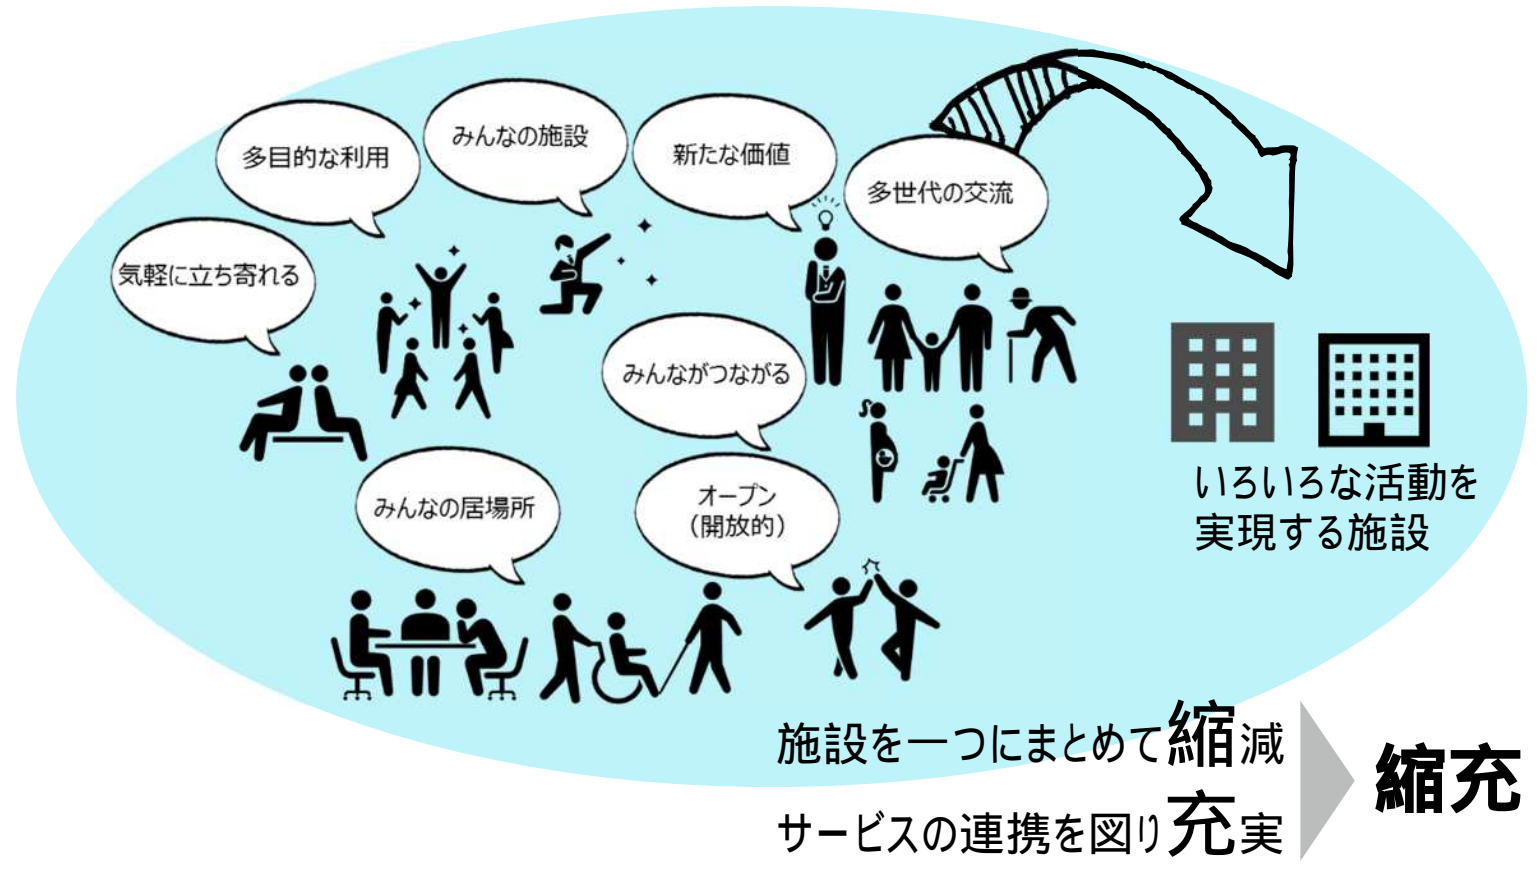 多目的な利用
みんなの施設
新たな価値
多世代の交流
気軽に立ち寄れる
みんながつながる
みんなの居場所
オープン
（開放的）
いろいろな活動を
実現する施設
施設を一つにまとめて縮減
サービスの連携を図り充実
縮充